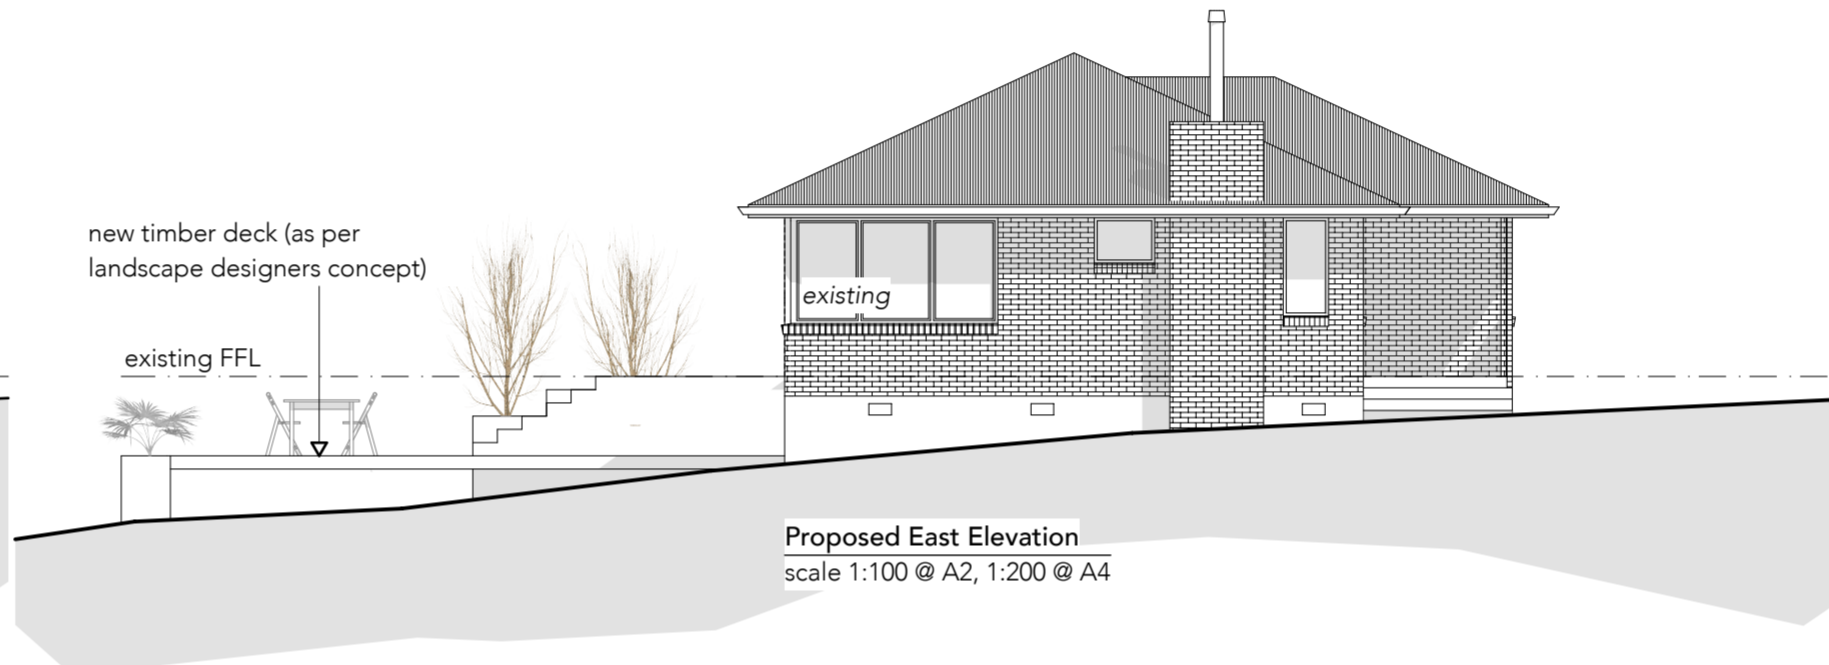 new timber deck (as per
landscape designers concept)
existing FFL
existing
Proposed East Elevation
scale 1:100 @ A2, 1:200 @ A4